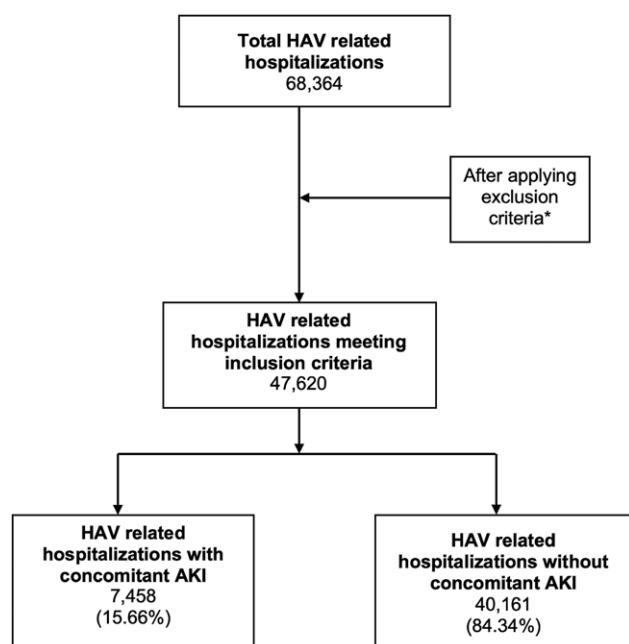 Total HAV related
hospitalizations
68,364
After applying
exclusion
criteria*
HAV related
hospitalizations meeting
inclusion criteria
47,620
HAV related
hospitalizations with
concomitant AKI
7,458
(15.66%)
HAV related
hospitalizations without
concomitant AKI
40,161
(84.34%)